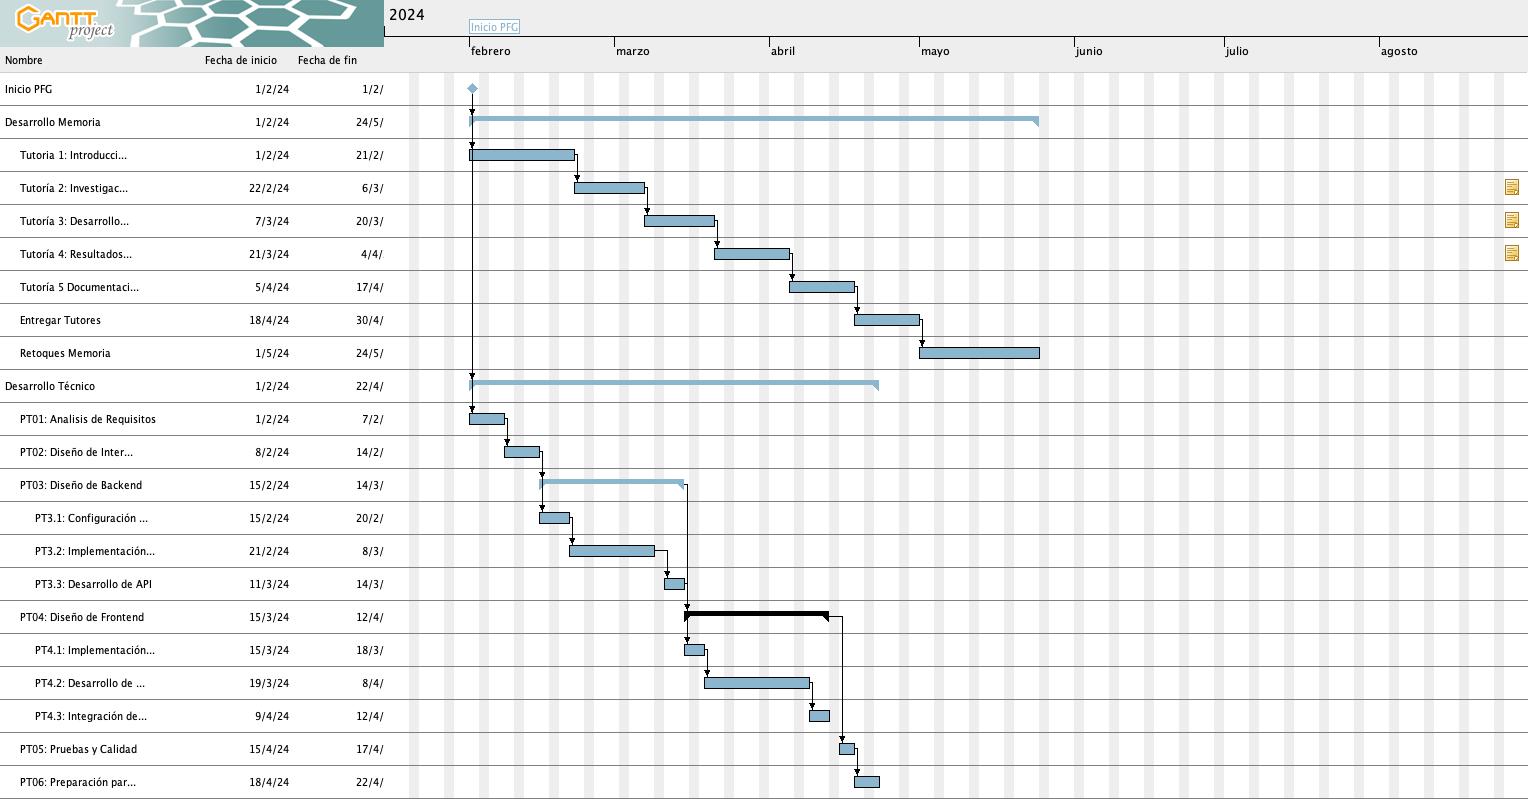 GANTT
project
2024
Inicio PFG
febrero marzo abril mayo junio julio agosto
Nombre Fecha de inicio Fecha de fin
Inicio PFG 1/2/24 1/2/
Desarrollo Memoria 1/2/24 24/5/
Tutoria 1: Introducci... 1/2/24 21/2/
Tutoría 2: Investigac... 22/2/24 6/3/
Tutoría 3: Desarrollo... 7/3/24 20/3/
Tutoría 4: Resultados... 21/3/24 4/4/
Tutoría 5 Documentaci... 5/4/24 17/4/
Entregar Tutores 18/4/24 30/4/
Retoques Memoria 1/5/24 24/5/
Desarrollo Técnico 1/2/24 22/4/
PT01: Analisis de Requisitos 1/2/24 7/2/
PT02: Diseño de Inter... 8/2/24 14/2/
PT03: Diseño de Backend 15/2/24 14/3/
PT3.1: Configuración ... 15/2/24 20/2/
PT3.2: Implementación... 21/2/24 8/3/
PT3.3: Desarrollo de API 11/3/24 14/3/
PT04: Diseño de Frontend 15/3/24 12/4/
PT4.1: Implementación... 15/3/24 18/3/
PT4.2: Desarrollo de ... 19/3/24 8/4/
PT4.3: Integración de... 9/4/24 12/4/
PT05: Pruebas y Calidad 15/4/24 17/4/
PT06: Preparación par... 18/4/24 22/4/